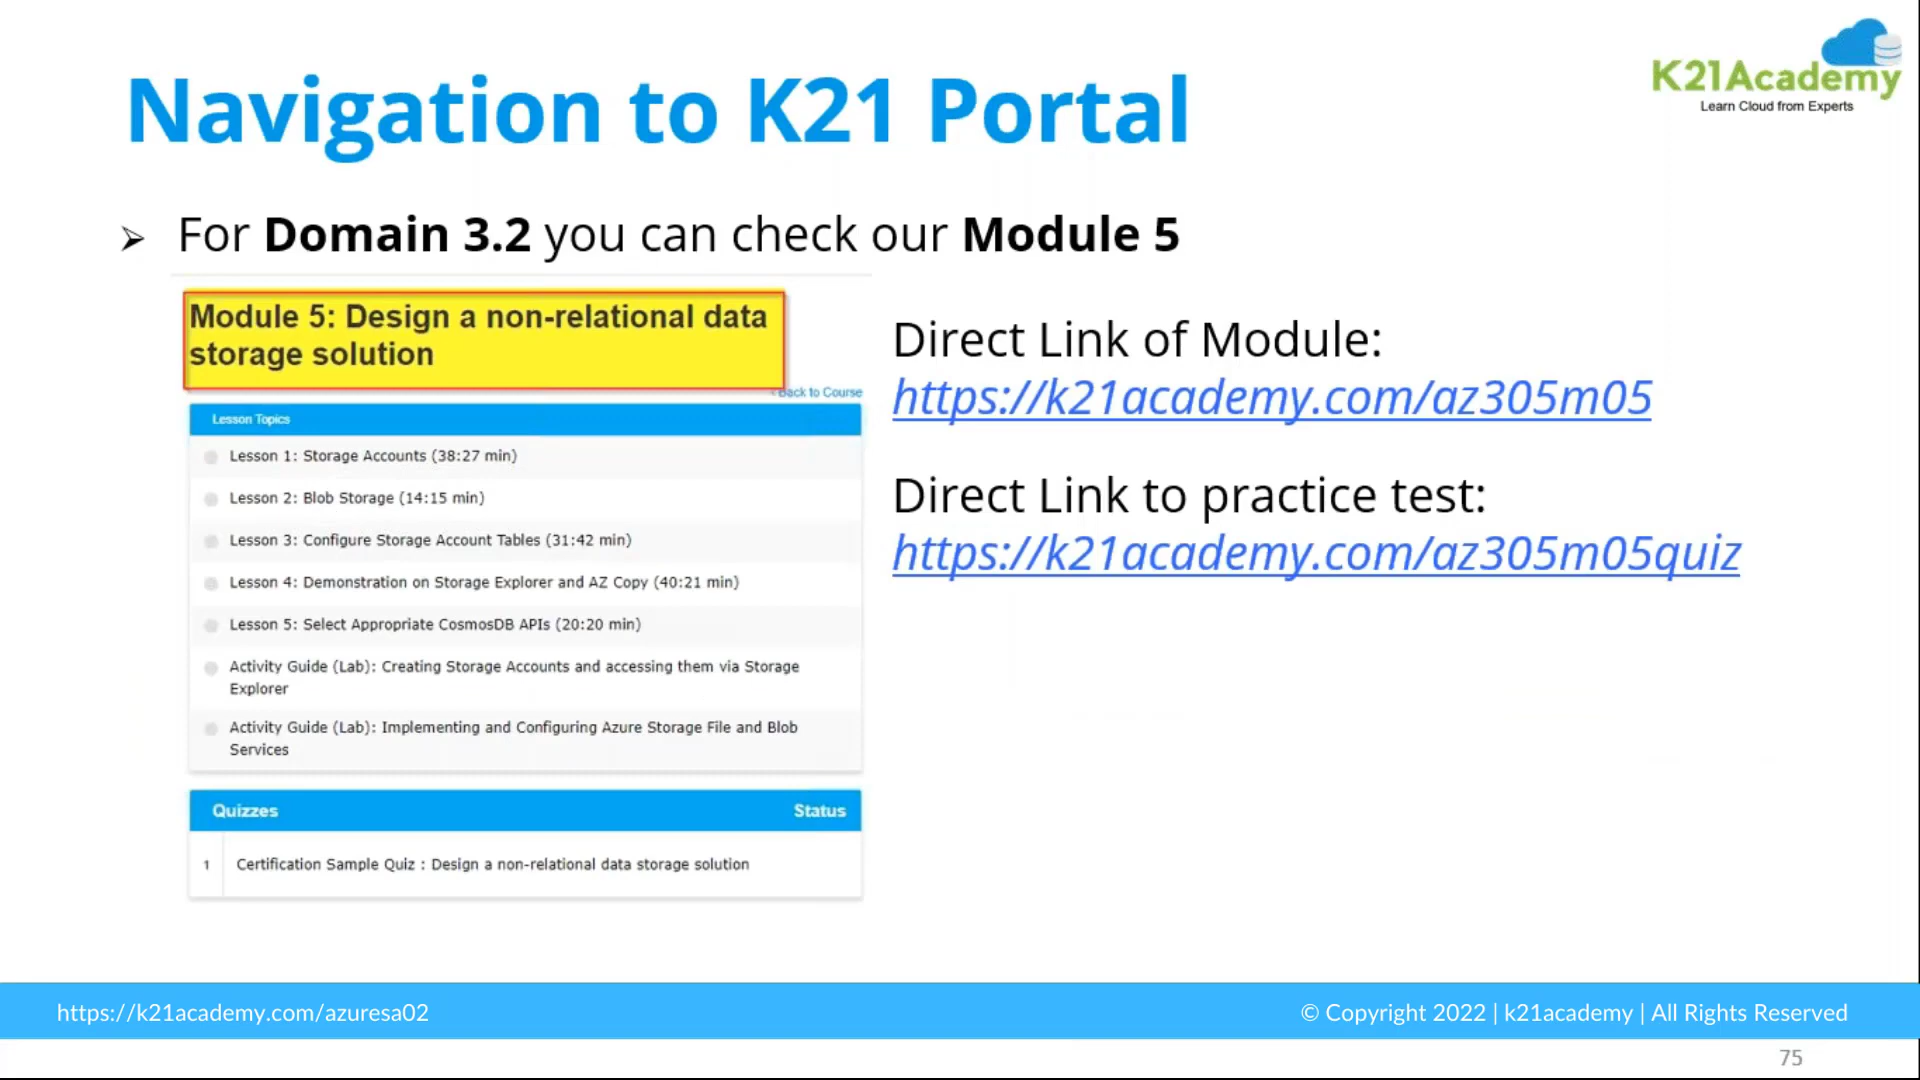 K21Academy
Learn Cloud from Experts
Navigation to K21 Portal
➢ For Domain 3.2 you can check our Module 5
Module 5: Design a non-relational data
storage solution
Back to Course
Lesson Topics
Lesson 1: Storage Accounts (38:27 min)
Lesson 2: Blob Storage (14:15 min)
Lesson 3: Configure Storage Account Tables (31:42 min)
Lesson 4: Demonstration on Storage Explorer and AZ Copy (40:21 min)
Lesson 5: Select Appropriate CosmosDB APIs (20:20 min)
Activity Guide (Lab): Creating Storage Accounts and accessing them via Storage
Explorer
Activity Guide (Lab): Implementing and Configuring Azure Storage File and Blob
Services
Quizzes Status
1 Certification Sample Quiz : Design a non-relational data storage solution
Direct Link of Module:
https://k21academy.com/az305m05
Direct Link to practice test:
https://k21academy.com/az305m05quiz
https://k21academy.com/azuresa02
© Copyright 2022 | k21academy | All Rights Reserved
75